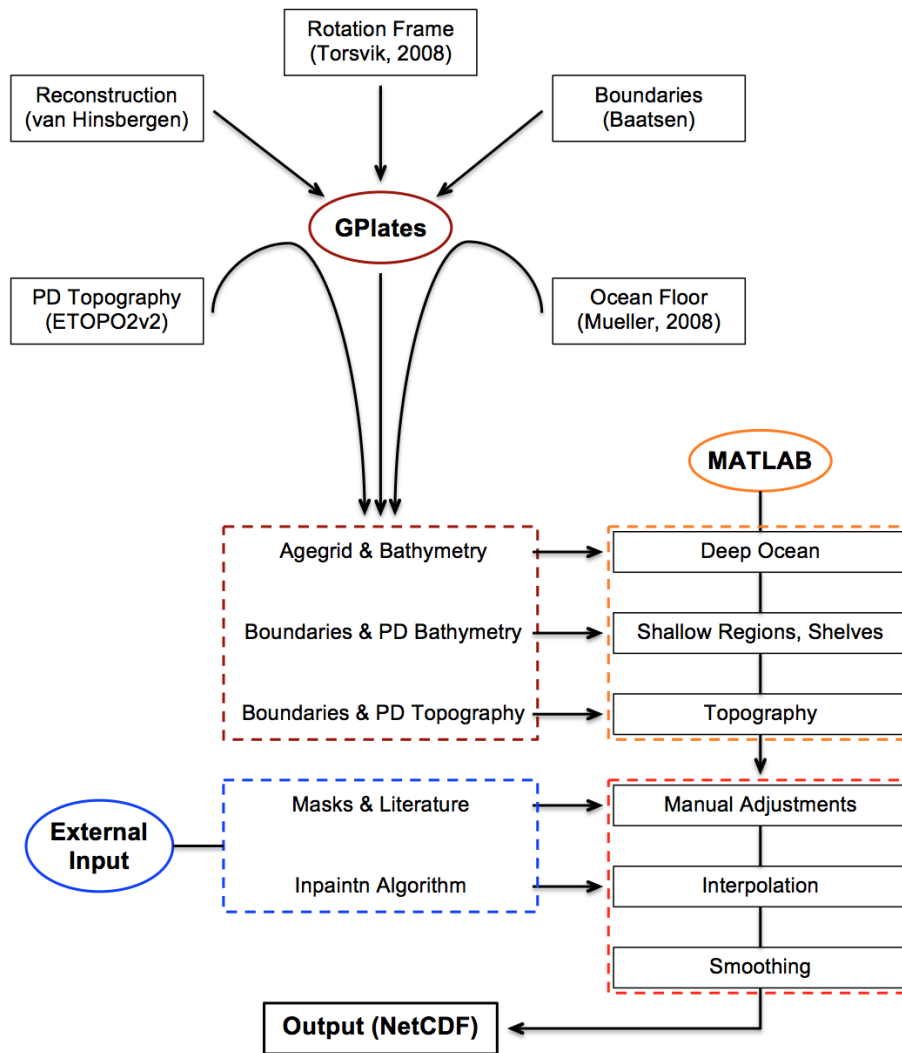 Rotation Frame
(Torsvik, 2008)
Reconstruction
(van Hinsbergen)
Boundaries
(Baatsen)
GPlates
PD Topography
(ETOPO2v2)
Ocean Floor
(Mueller, 2008)
MATLAB
Agegrid & Bathymetry
Deep Ocean
Boundaries & PD Bathymetry
Shallow Regions, Shelves
Boundaries & PD Topography
Topography
External
Input
Masks & Literature
Manual Adjustments
Inpaintn Algorithm
Interpolation
Smoothing
Output (NetCDF)